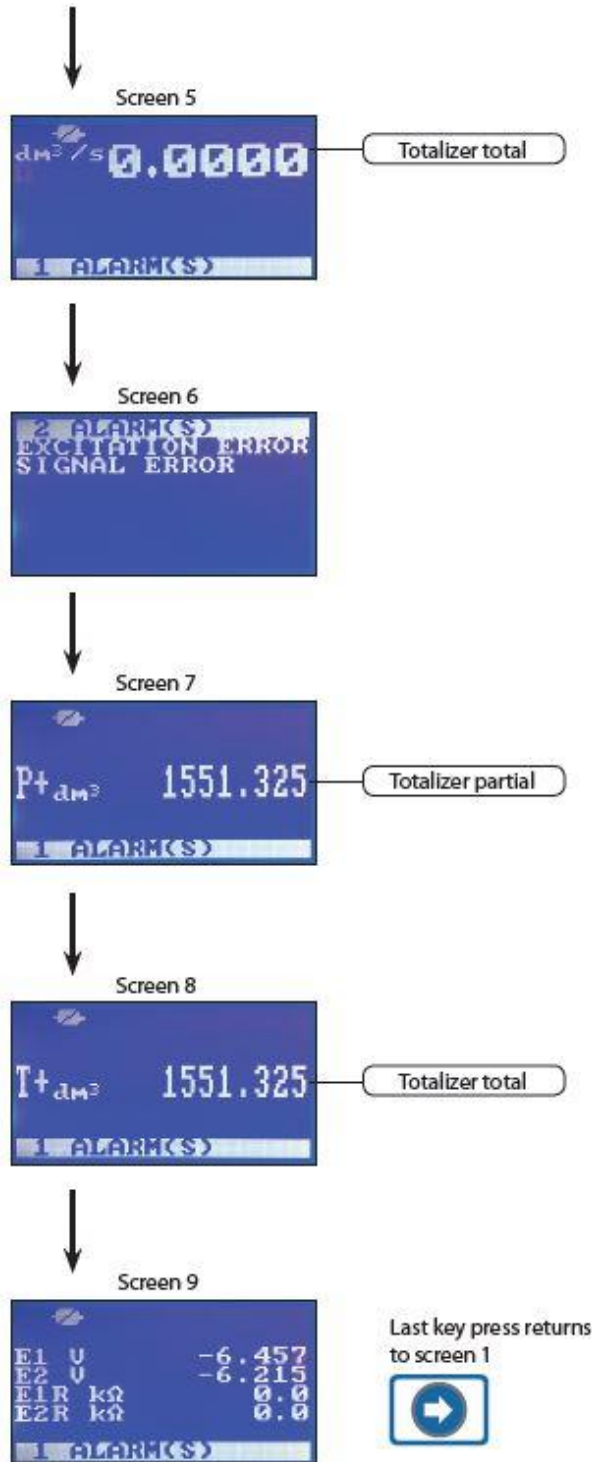 Screen 5
dm³/s 0.0000
Totalizer total
1 ALARM(S)
Screen 6
2 ALARM(S)
EXCITATION ERROR
SIGNAL ERROR
Screen 7
P+dm³ 1551.325
Totalizer partial
1 ALARM(S)
Screen 8
T+dm³ 1551.325
Totalizer total
1 ALARM(S)
Screen 9
E1 V -6.457
E2 V -6.215
E1R kΩ 0.0
E2R kΩ 0.0
1 ALARM(S)
Last key press returns
to screen 1